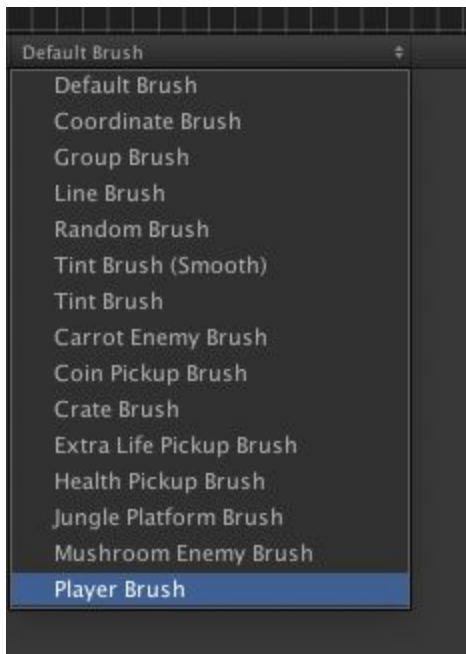 Default Brush
Default Brush
Coordinate Brush
Group Brush
Line Brush
Random Brush
Tint Brush (Smooth)
Tint Brush
Carrot Enemy Brush
Coin Pickup Brush
Crate Brush
Extra Life Pickup Brush
Health Pickup Brush
Jungle Platform Brush
Mushroom Enemy Brush
Player Brush